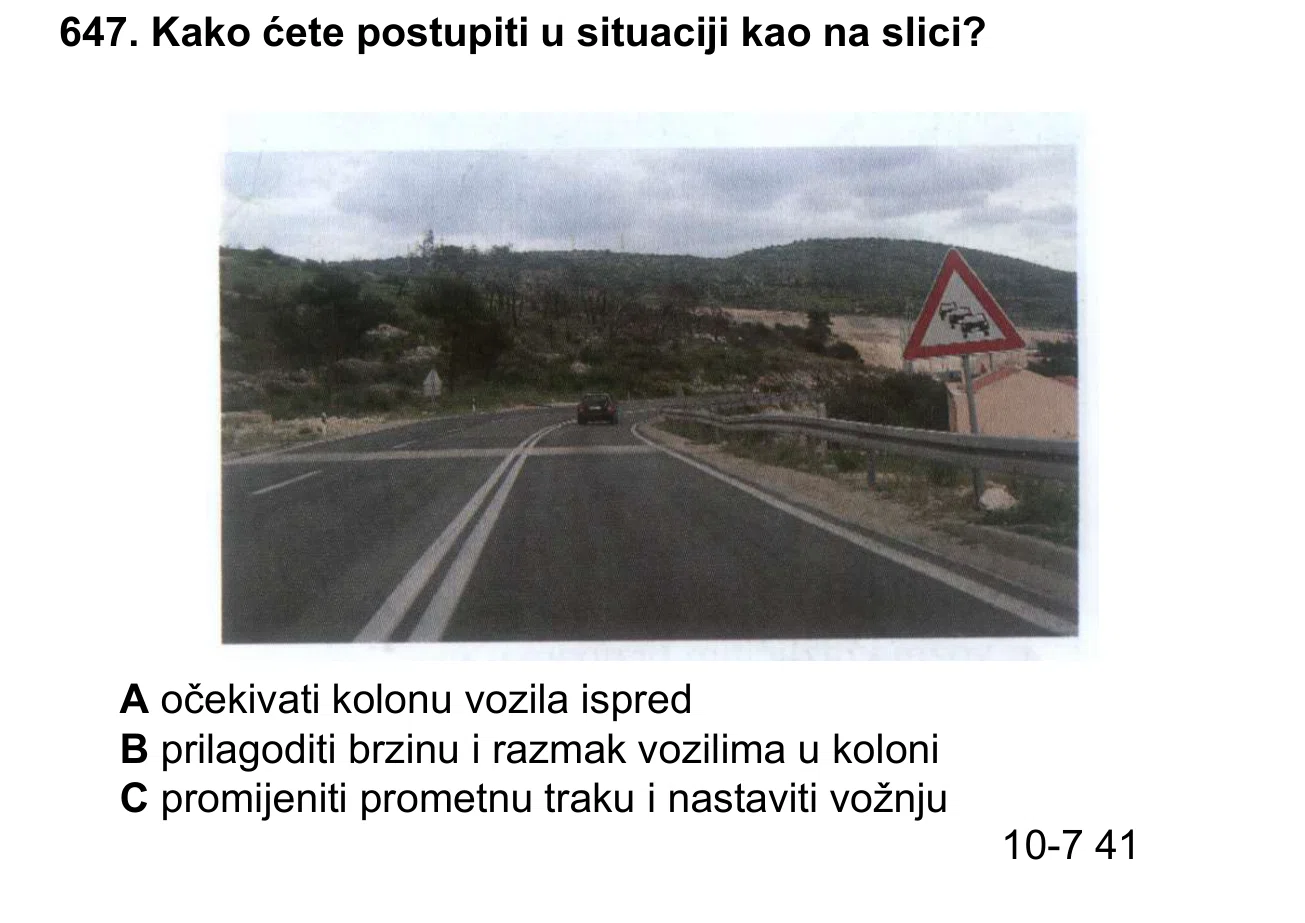 647. Kako ćete postupiti u situaciji kao na slici?
A očekivati kolonu vozila ispred
B prilagoditi brzinu i razmak vozilima u koloni
C promijeniti prometnu traku i nastaviti vožnju
10-7 41